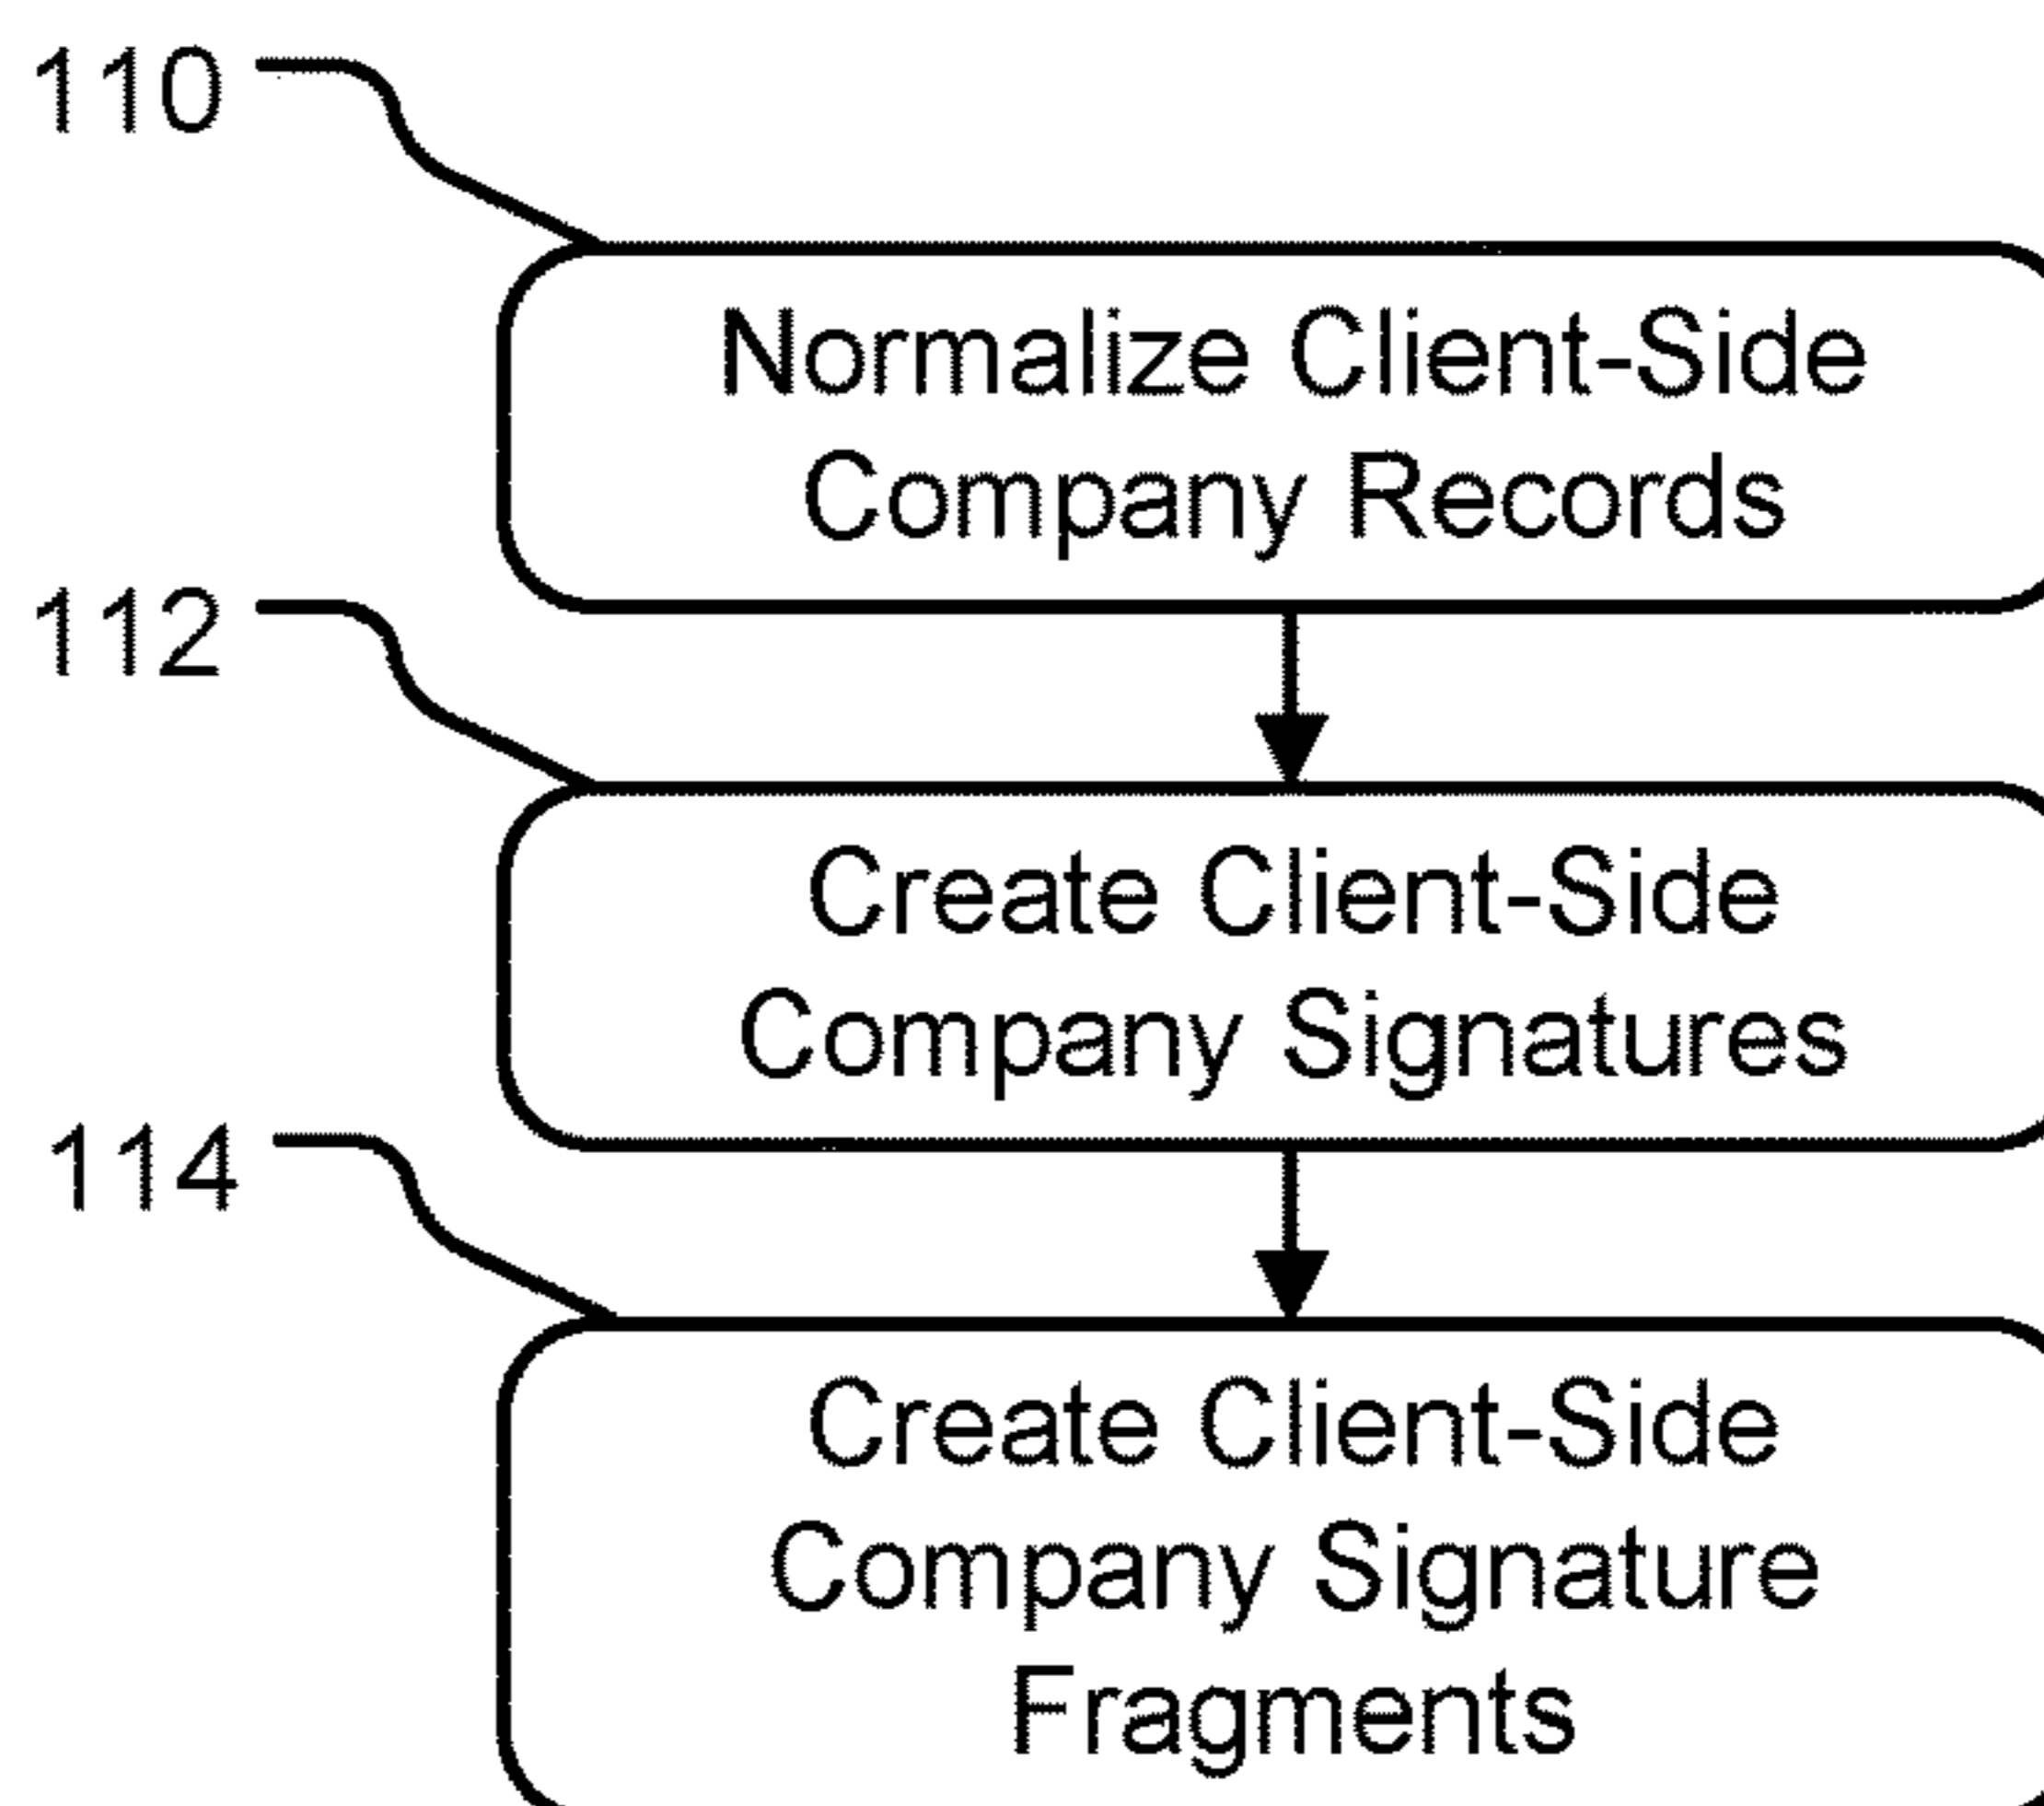 110
Normalize Client-Side
Company Records
112
Create Client-Side
Company Signatures
114
Create Client-Side
Company Signature
Fragments